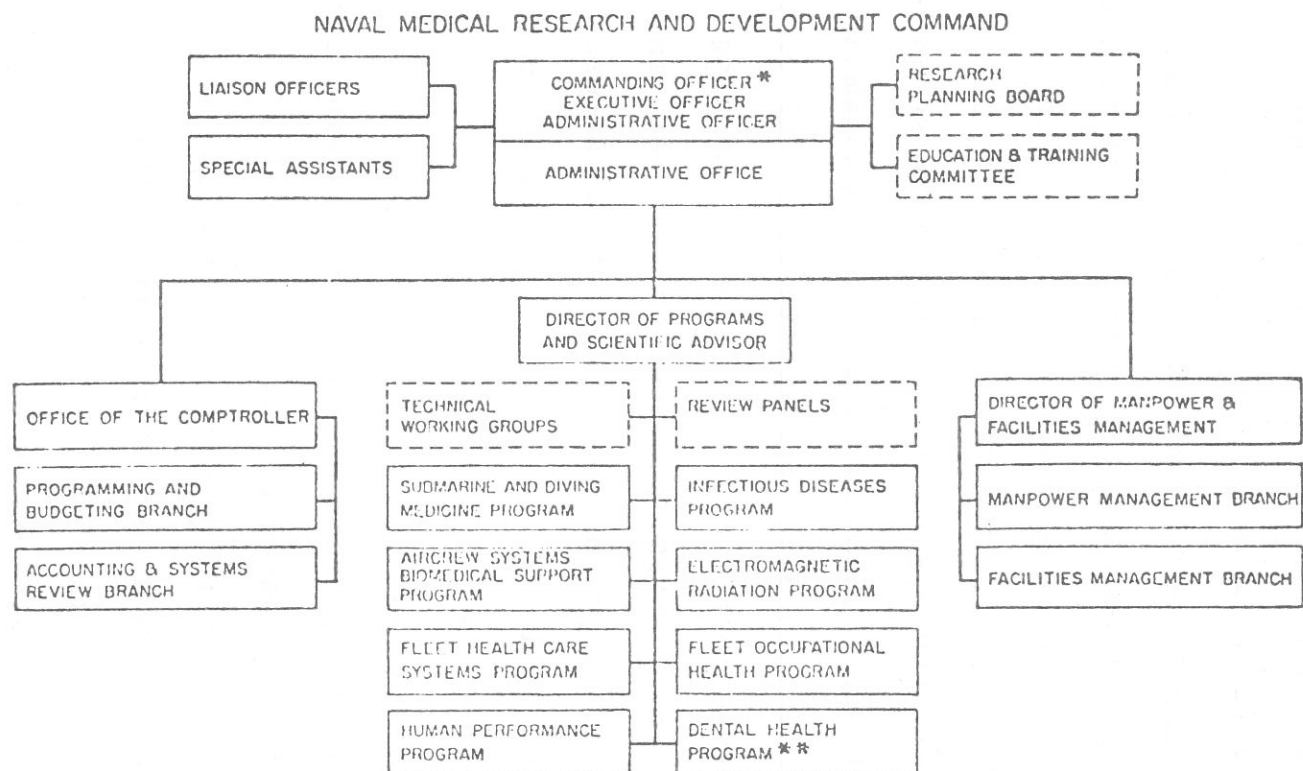 NAVAL MEDICAL RESEARCH AND DEVELOPMENT COMMAND
LIAISON OFFICERS
SPECIAL ASSISTANTS
COMMANDING OFFICER*
EXECUTIVE OFFICER
ADMINISTRATIVE OFFICER
ADMINISTRATIVE OFFICE
RESEARCH
PLANNING BOARD
EDUCATION & TRAINING
COMMITTEE
DIRECTOR OF PROGRAMS
AND SCIENTIFIC ADVISOR
OFFICE OF THE COMPTROLLER
PROGRAMMING AND
BUDGETING BRANCH
ACCOUNTING & SYSTEMS
REVIEW BRANCH
TECHNICAL
WORKING GROUPS
REVIEW PANELS
SUBMARINE AND DIVING
MEDICINE PROGRAM
INFECTIOUS DISEASES
PROGRAM
AIRCREW SYSTEMS
BIOMEDICAL SUPPORT
PROGRAM
ELECTROMAGNETIC
RADIATION PROGRAM
FLEET HEALTH CARE
SYSTEMS PROGRAM
FLEET OCCUPATIONAL
HEALTH PROGRAM
HUMAN PERFORMANCE
PROGRAM
DENTAL HEALTH
PROGRAM**
DIRECTOR OF MANPOWER &
FACILITIES MANAGEMENT
MANPOWER MANAGEMENT BRANCH
FACILITIES MANAGEMENT BRANCH